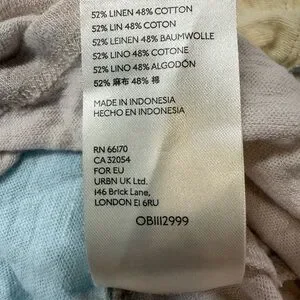 52% LINEN 48% COTTON
52% LIN 48% COTON
52% LEINEN 48% BAUMWOLLE
52% LINO 48% COTONE
52% LINO 48% ALGODÓN
52% 麻布 48% 棉
MADE IN INDONESIA
HECHO EN INDONESIA
RN 66170
CA 32054
FOR EU
URBN UK Ltd.
146 Brick Lane,
LONDON E1 6RU
OBIII2999